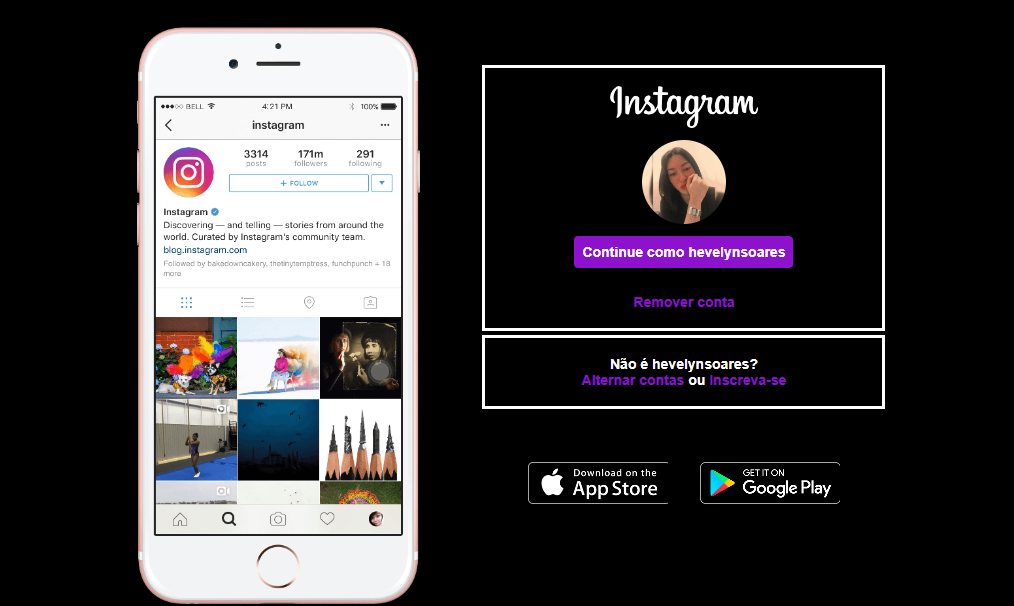 BELL
4:21 PM
100%
instagram
3314
171m
291
posts
followers
following
+ FOLLOW
Instagram
Discovering — and telling — stories from around the
world. Curated by Instagram's community team.
blog.instagram.com
Followed by bakedowncakery, thetinytemptress, funchpunch + 18
more
Instagram
Continue como hevelynsoares
Remover conta
Não é hevelynsoares?
Alternar contas ou Inscreva-se
Download on the
App Store
GET IT ON
Google Play